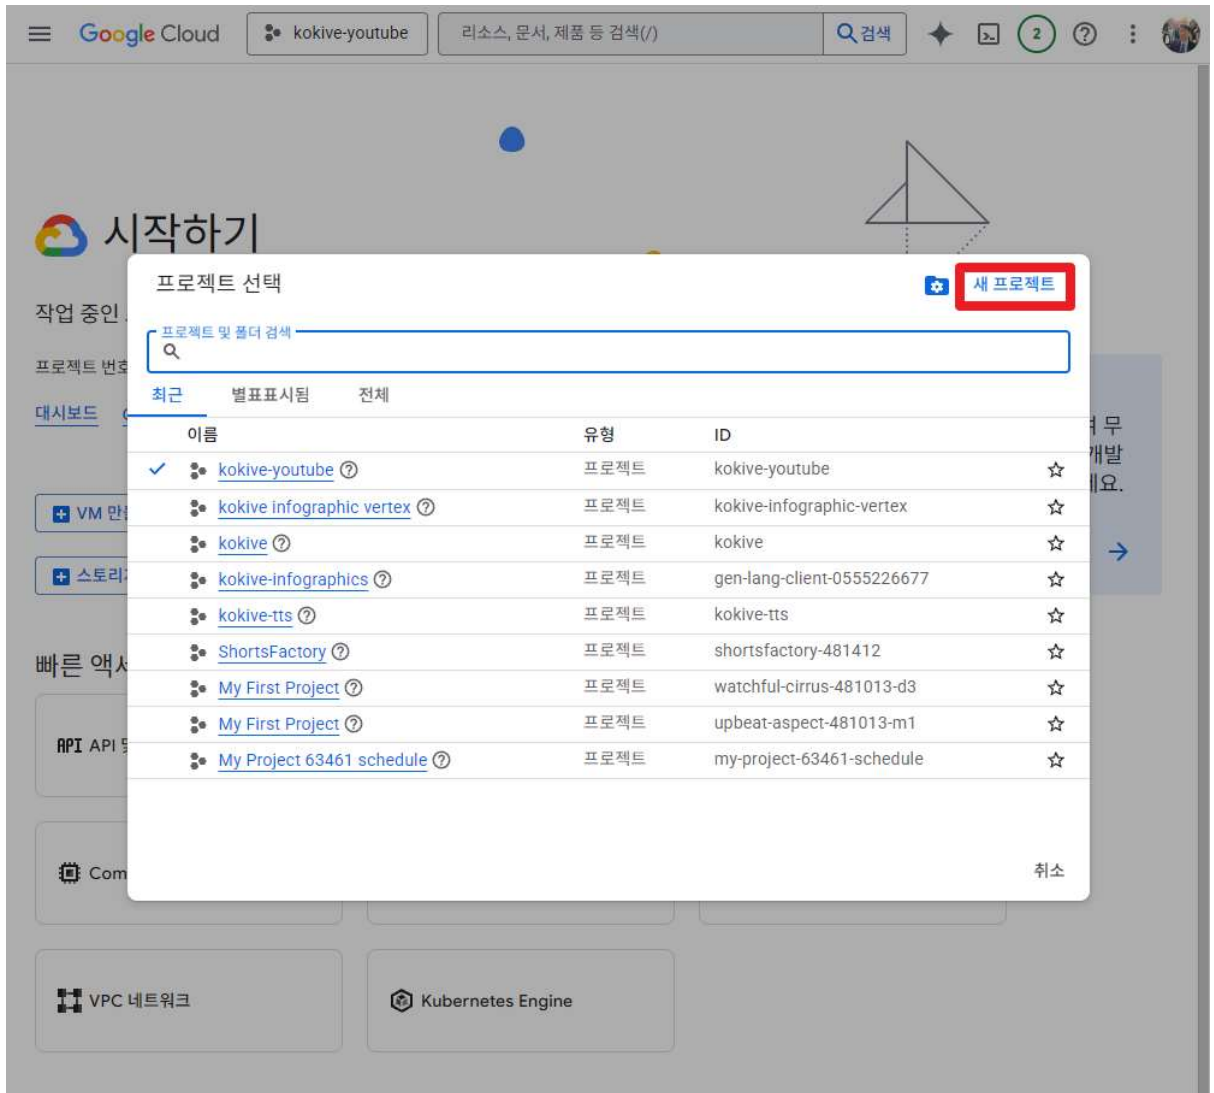 Google Cloud
kokive-youtube
리소스, 문서, 제품 등 검색(/)
검색
2
시작하기
작업 중인
프로젝트 번호
대시보드
프로젝트 선택
새 프로젝트
프로젝트 및 폴더 검색
최근 별표표시됨 전체
이름 유형 ID
kokive-youtube 프로젝트 kokive-youtube
kokive infographic vertex 프로젝트 kokive-infographic-vertex
kokive 프로젝트 kokive
kokive-infographics 프로젝트 gen-lang-client-0555226677
kokive-tts 프로젝트 kokive-tts
ShortsFactory 프로젝트 shortsfactory-481412
My First Project 프로젝트 watchful-cirrus-481013-d3
My First Project 프로젝트 upbeat-aspect-481013-m1
My Project 63461 schedule 프로젝트 my-project-63461-schedule
취소
무
개발
요.
VM
스토리
빠른
API API
Com
VPC 네트워크
Kubernetes Engine